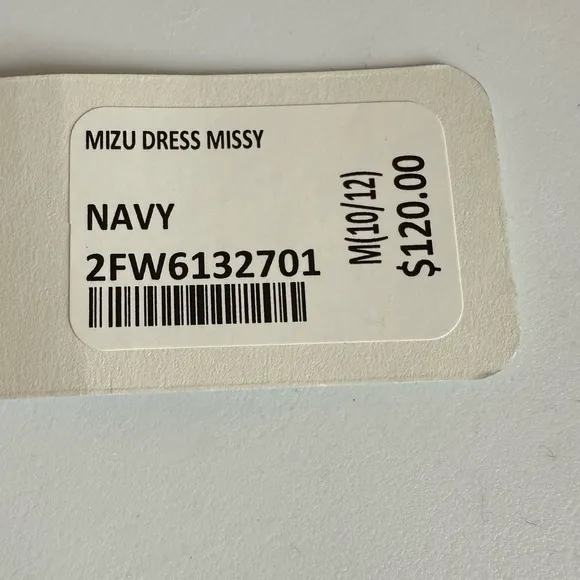 MIZU DRESS MISSY
NAVY
2FW6132701
M(10/12)
$120.00